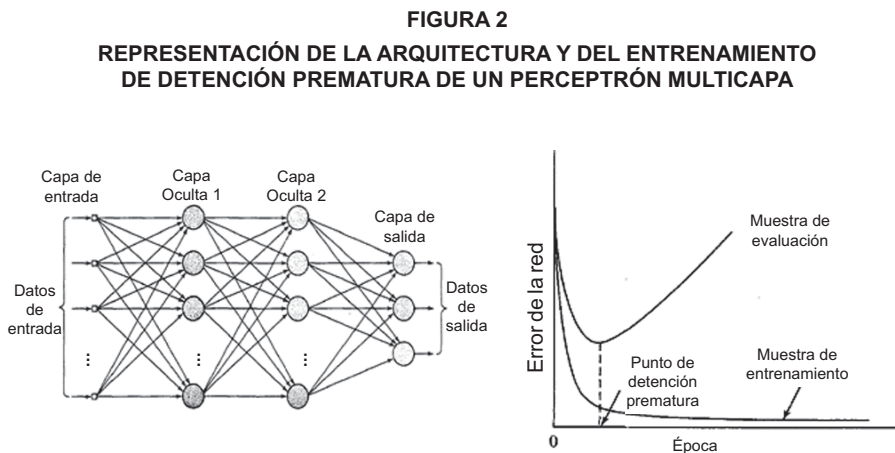 FIGURA 2
REPRESENTACIÓN DE LA ARQUITECTURA Y DEL ENTRENAMIENTO
DE DETENCIÓN PREMATURA DE UN PERCEPTRÓN MULTICAPA
Capa de
entrada
Capa
Oculta 1
Capa
Oculta 2
Capa de
salida
Datos
de
entrada
Datos
de
salida
...
...
...
Error de la red
Muestra de
evaluación
Punto de
detención
prematura
Muestra de
entrenamiento
0
Época